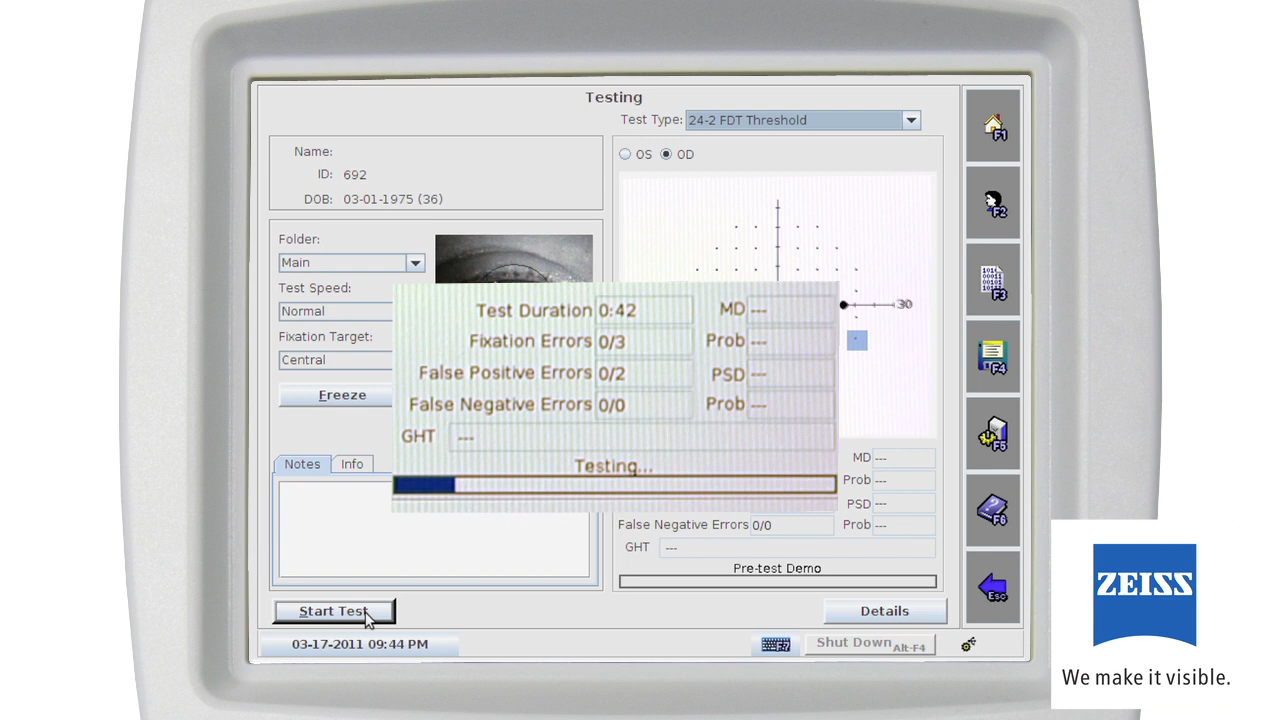 Testing
Test Type: 24-2 FDT Threshold
Name:
ID: 692
DOB: 03-01-1975 (36)
OS OD
Folder:
Main
Test Speed:
Normal
Fixation Target:
Central
Freeze
30
Test Duration 0:42 MD ---
Fixation Errors 0/3 Prob ---
False Positive Errors 0/2 PSD ---
False Negative Errors 0/0 Prob ---
GHT ---
Testing...
Notes Info
MD ---
Prob ---
PSD ---
False Negative Errors 0/0 Prob ---
GHT ---
Pre-test Demo
Start Test Details
03-17-2011 09:44 PM F7 Shut Down Alt-F4
F1
F2
F3
F4
F5
F6
Esc
ZEISS
We make it visible.